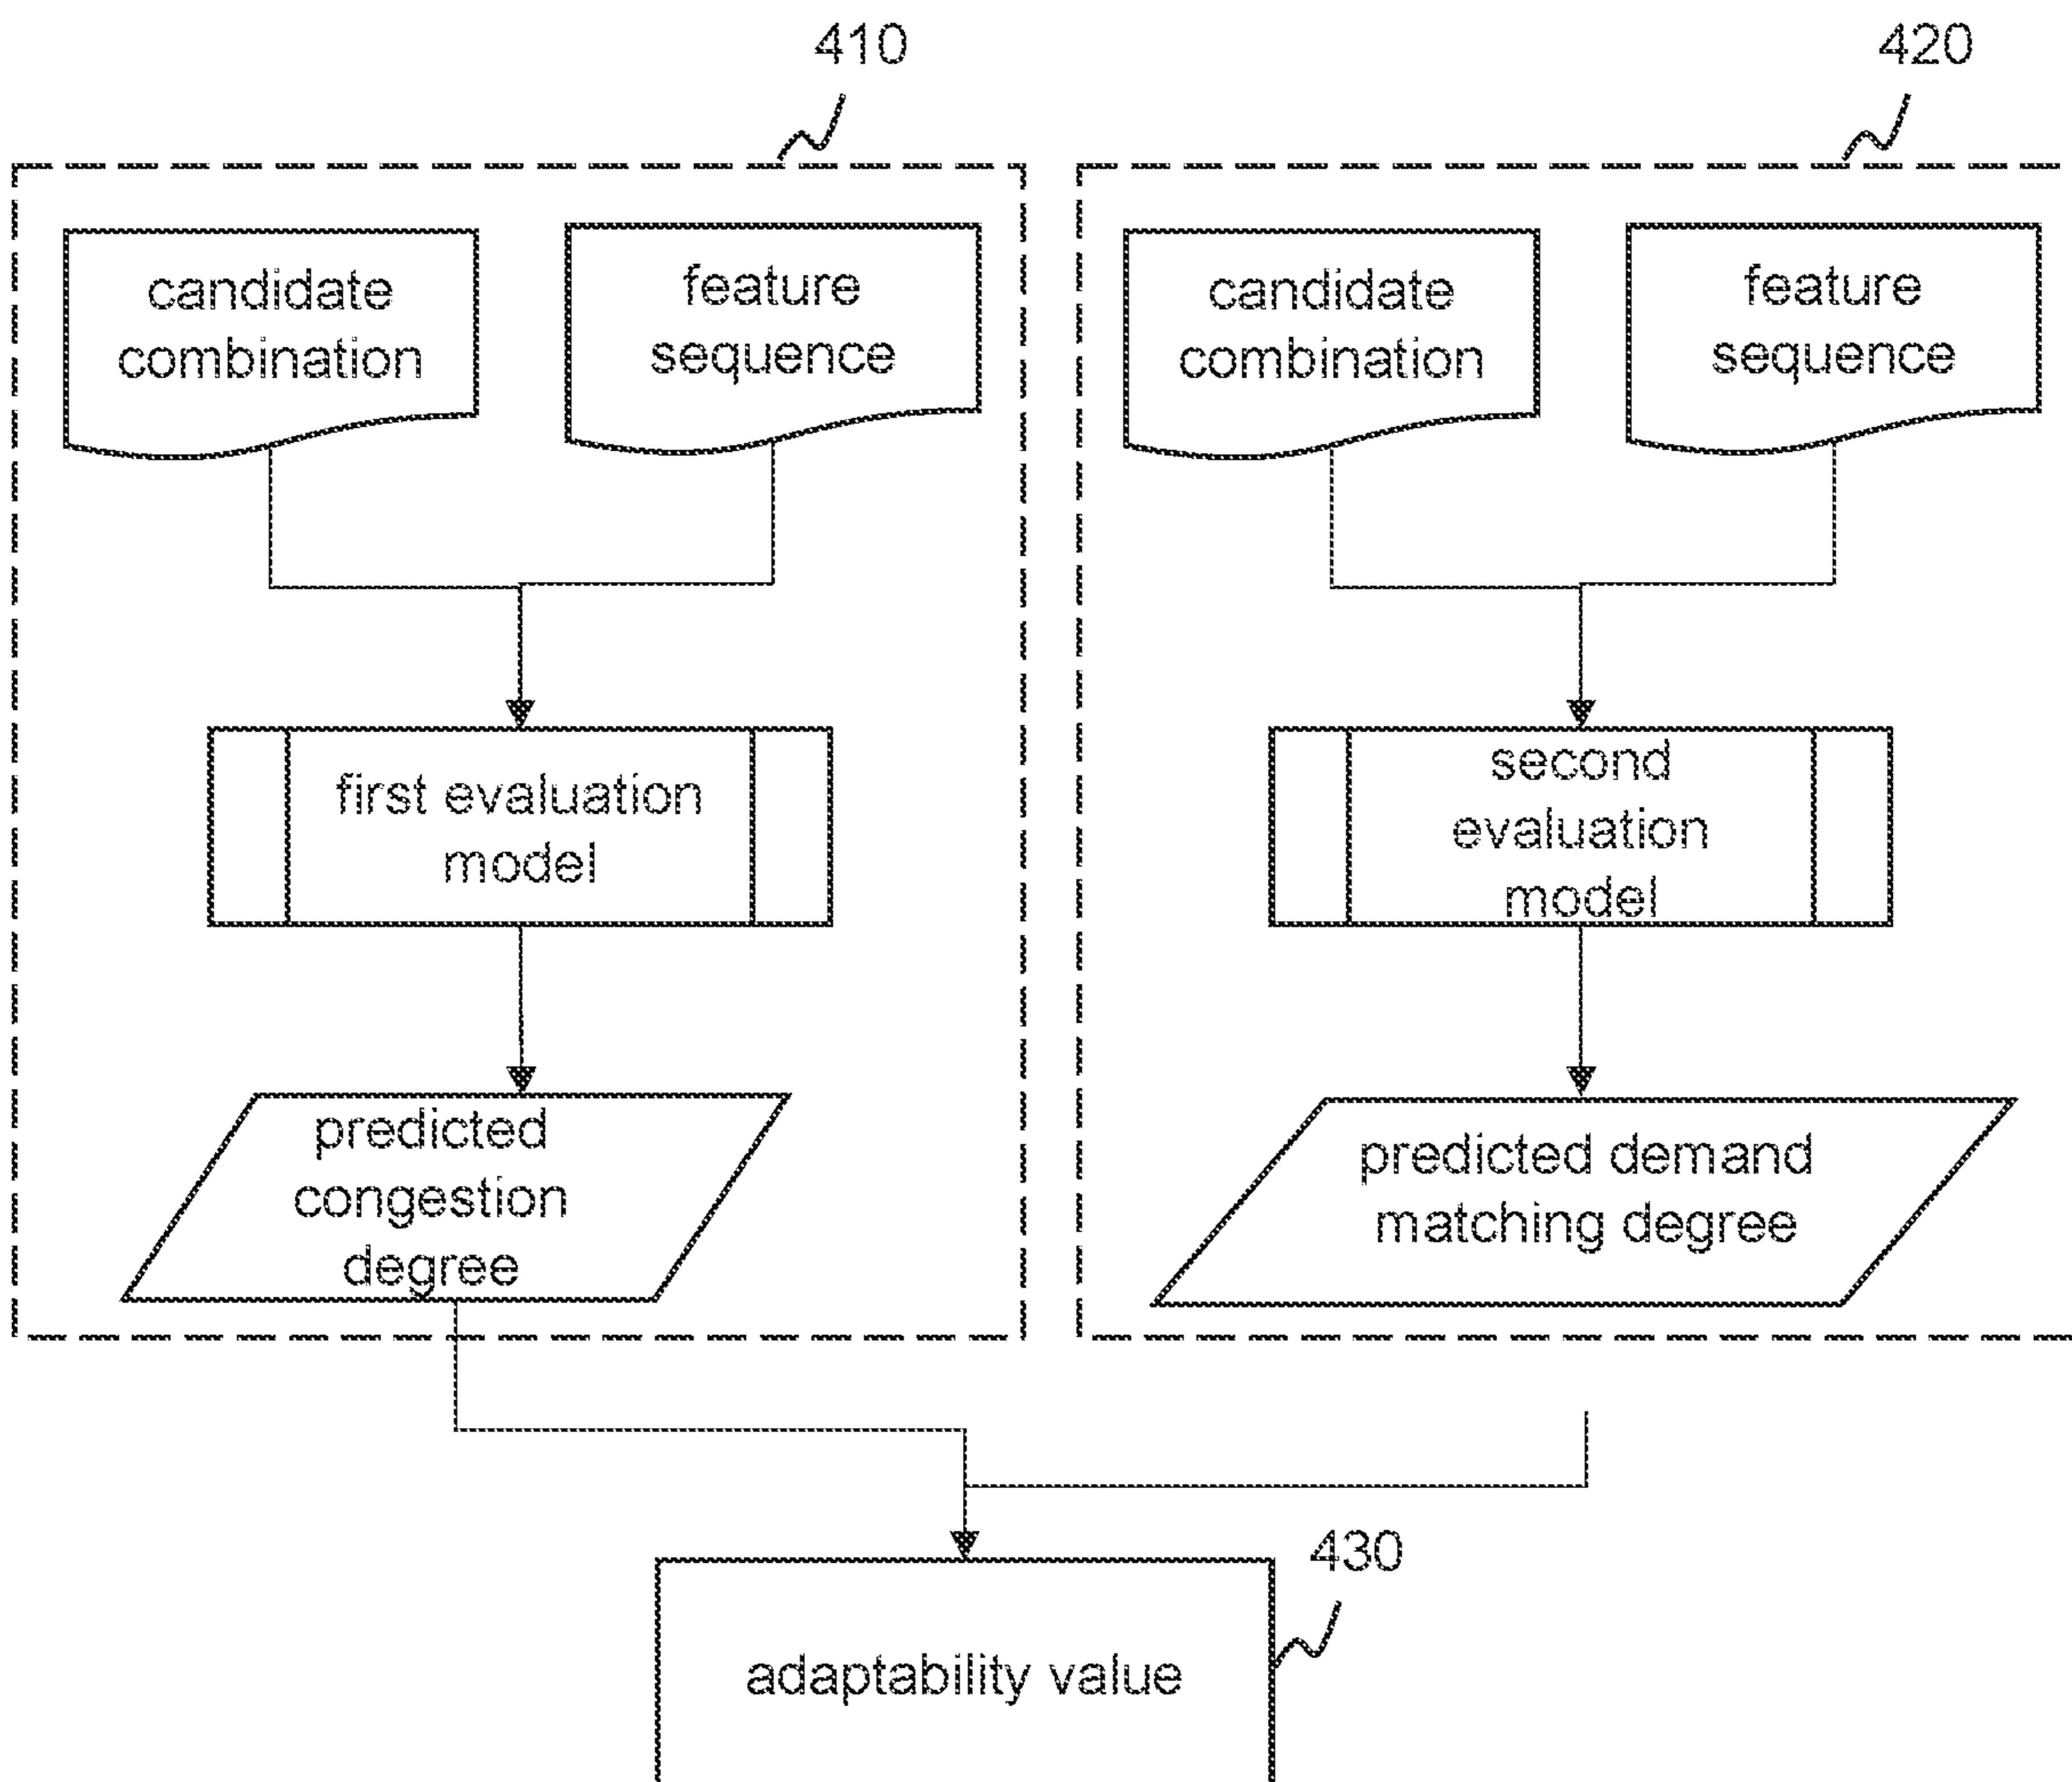 410
420
candidate
combination
feature
sequence
candidate
combination
feature
sequence
first evaluation
model
second
evaluation
model
predicted
congestion
degree
predicted demand
matching degree
430
adaptability value